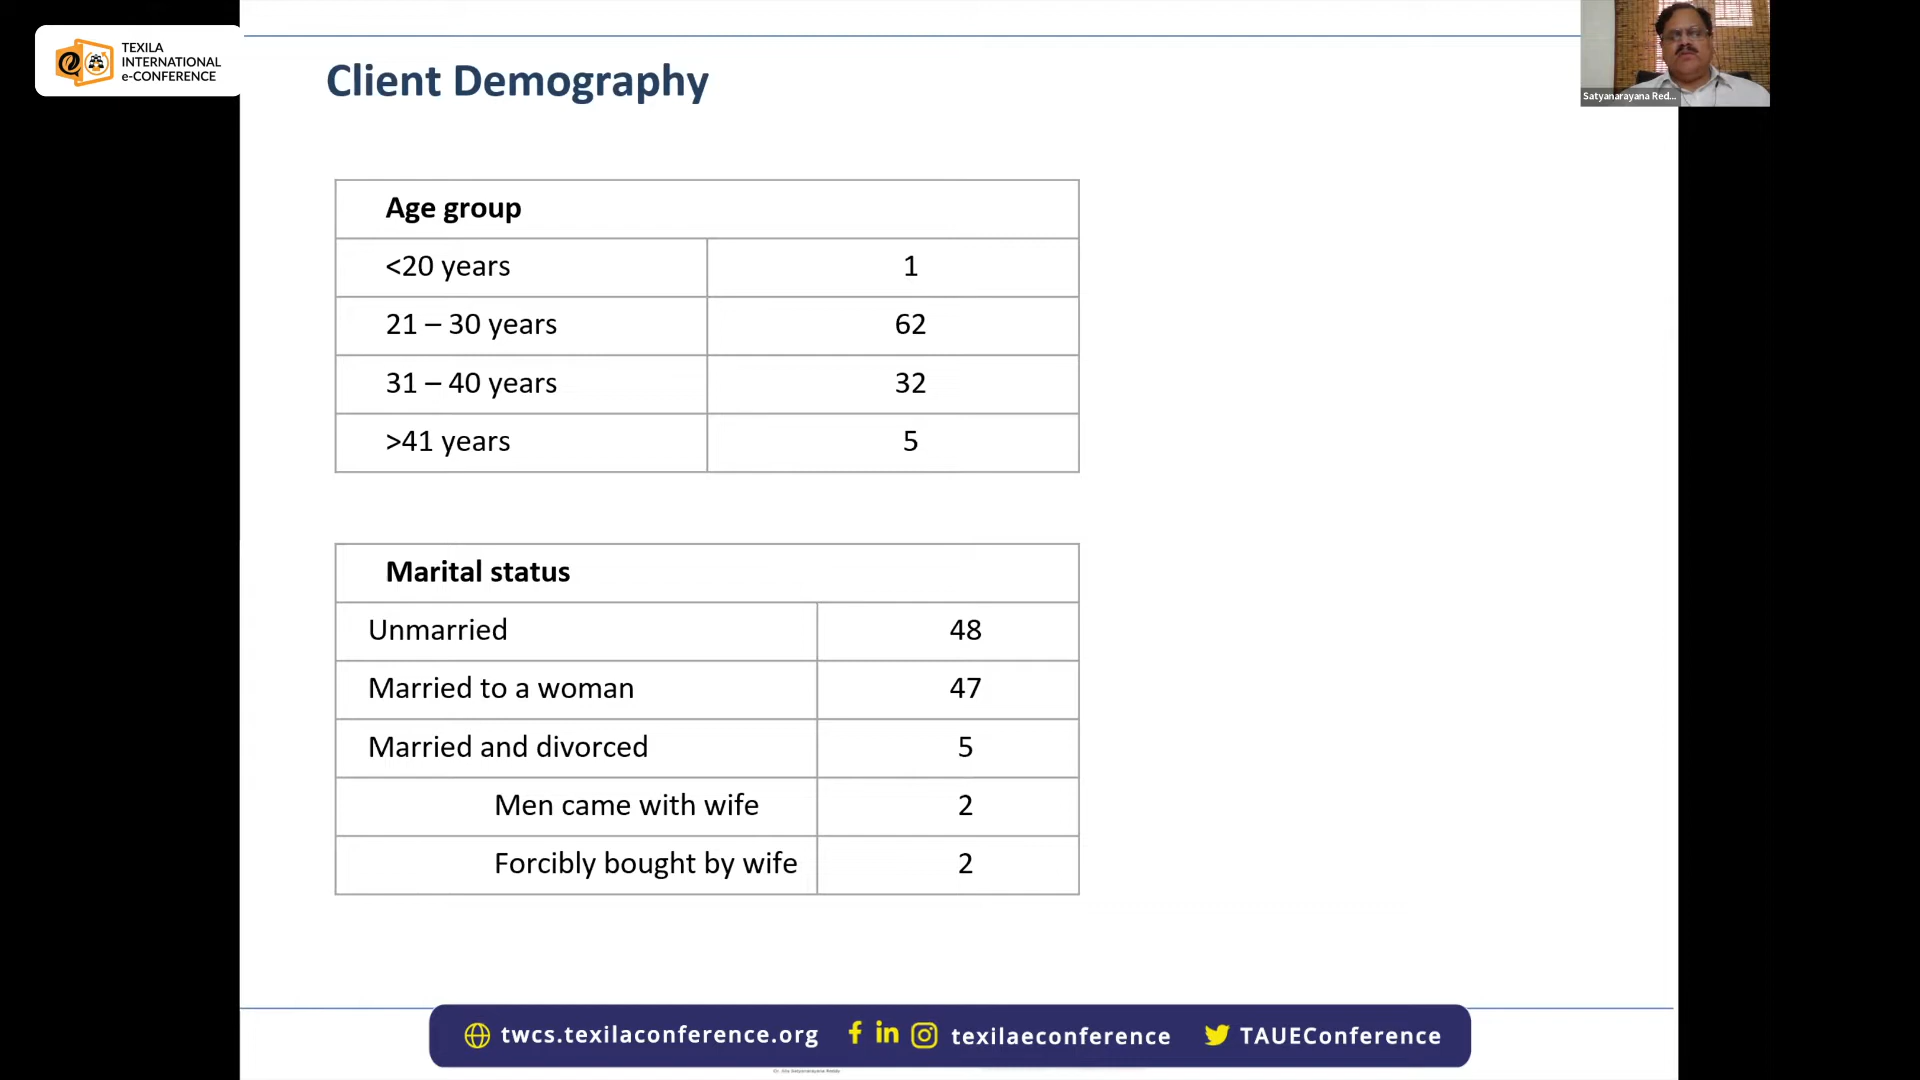 TEXILA
INTERNATIONAL
e-CONFERENCE
Client Demography
Satyanarayana Red...
Age group
<20 years 1
21 – 30 years 62
31 – 40 years 32
>41 years 5
Marital status
Unmarried 48
Married to a woman 47
Married and divorced 5
Men came with wife 2
Forcibly bought by wife 2
twcs.texilaconference.org texilaeconference TAUEConference